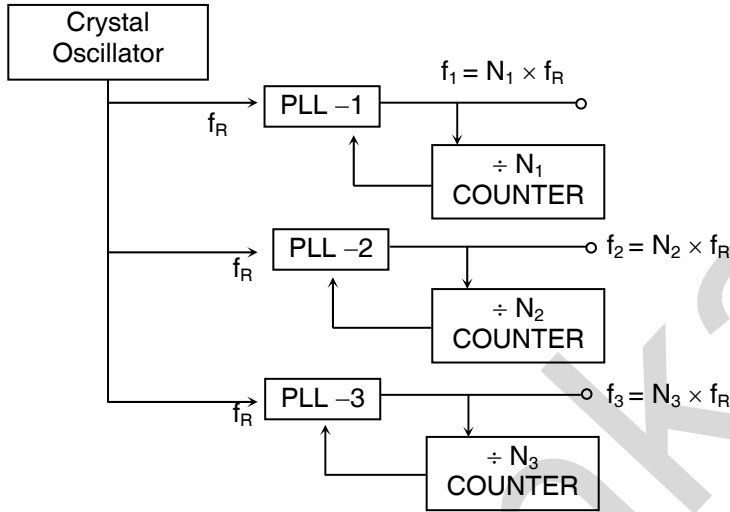 Crystal
Oscillator
f₁ = N₁ × f_R
PLL –1
f_R
÷ N₁
COUNTER
PLL –2
f₂ = N₂ × f_R
f_R
÷ N₂
COUNTER
PLL –3
f₃ = N₃ × f_R
f_R
÷ N₃
COUNTER